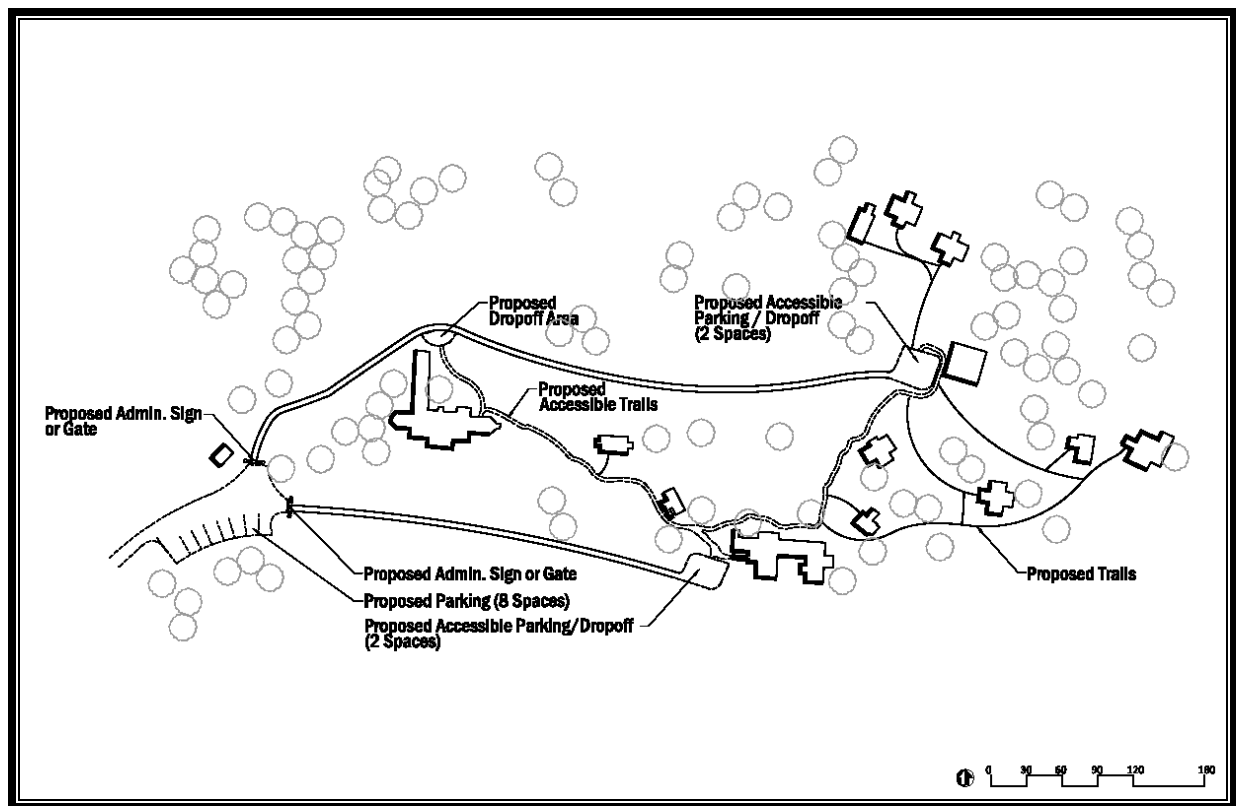 Proposed
Dropoff Area
Proposed Accessible
Parking / Dropoff
(2 Spaces)
Proposed
Accessible Trails
Proposed Admin. Sign
or Gate
Proposed Admin. Sign or Gate
Proposed Parking (8 Spaces)
Proposed Accessible Parking/Dropoff
(2 Spaces)
Proposed Trails
0 30 60 90 120 180